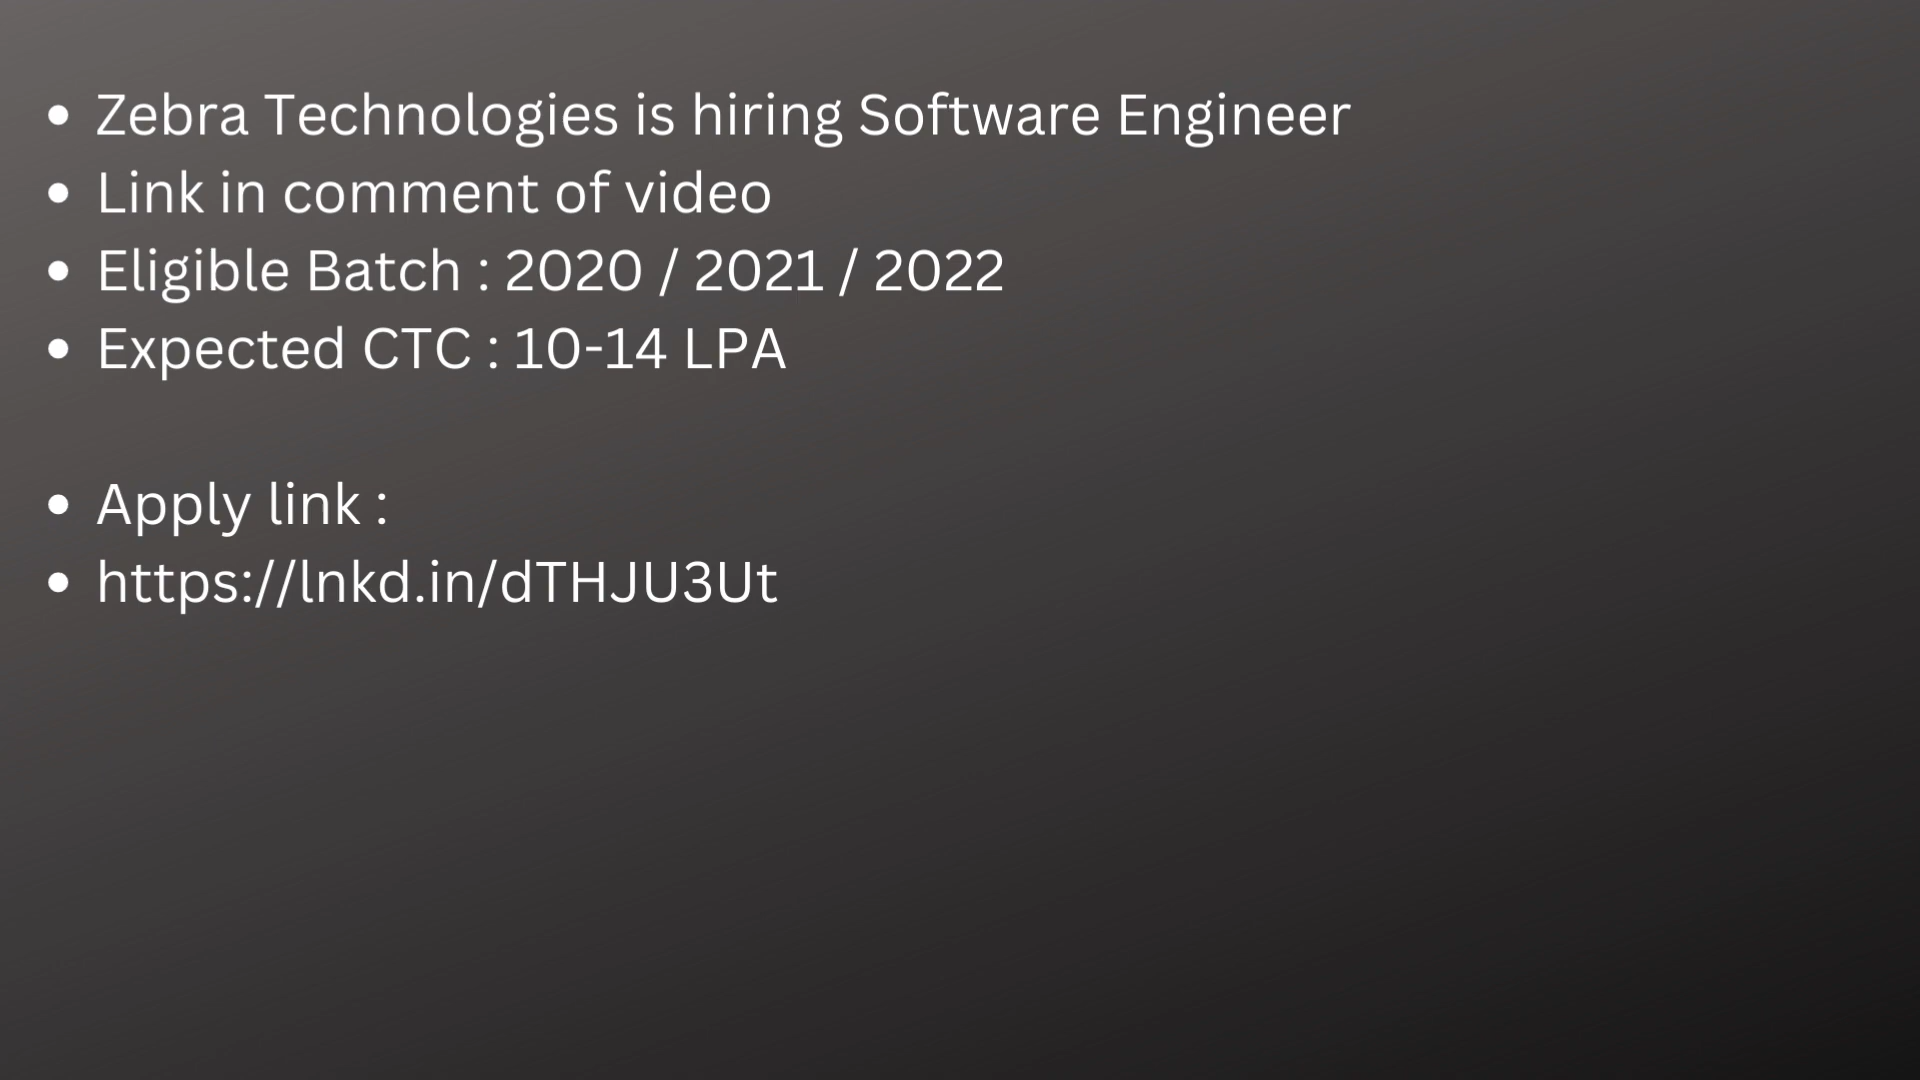 • Zebra Technologies is hiring Software Engineer
• Link in comment of video
• Eligible Batch : 2020 / 2021 / 2022
• Expected CTC : 10-14 LPA
• Apply link :
• https://lnkd.in/dTHJU3Ut